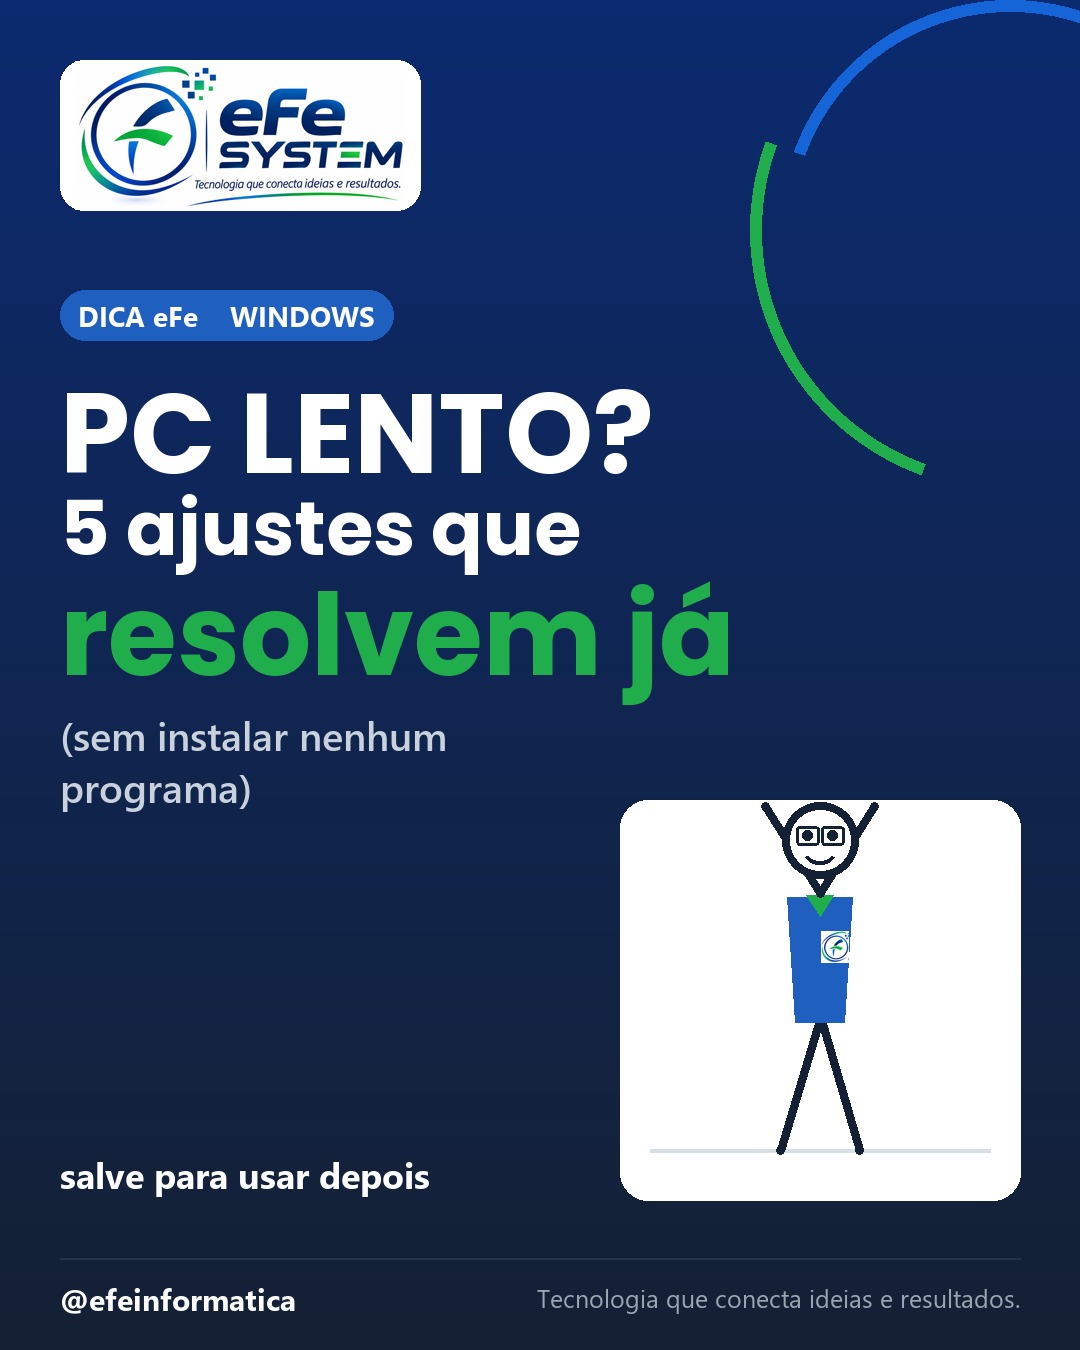 eFe
SYSTEM
Tecnologia que conecta ideias e resultados.
DICA eFe WINDOWS
PC LENTO?
5 ajustes que
resolvem já
(sem instalar nenhum
programa)
salve para usar depois
@efeinformatica
Tecnologia que conecta ideias e resultados.